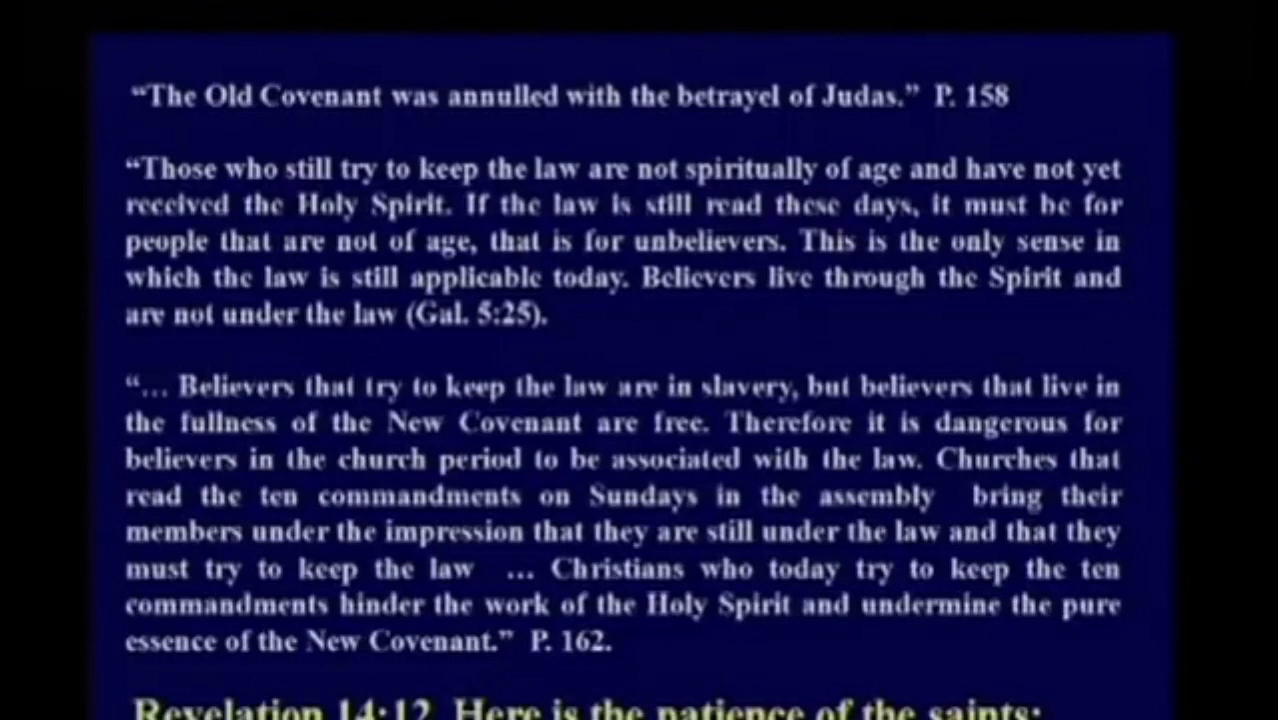 “The Old Covenant was annulled with the betrayel of Judas.” P. 158
“Those who still try to keep the law are not spiritually of age and have not yet
received the Holy Spirit. If the law is still read these days, it must be for
people that are not of age, that is for unbelievers. This is the only sense in
which the law is still applicable today. Believers live through the Spirit and
are not under the law (Gal. 5:25).
“... Believers that try to keep the law are in slavery, but believers that live in
the fullness of the New Covenant are free. Therefore it is dangerous for
believers in the church period to be associated with the law. Churches that
read the ten commandments on Sundays in the assembly bring their
members under the impression that they are still under the law and that they
must try to keep the law ... Christians who today try to keep the ten
commandments hinder the work of the Holy Spirit and undermine the pure
essence of the New Covenant.” P. 162.
Revelation 14:12 Here is the patience of the saints: